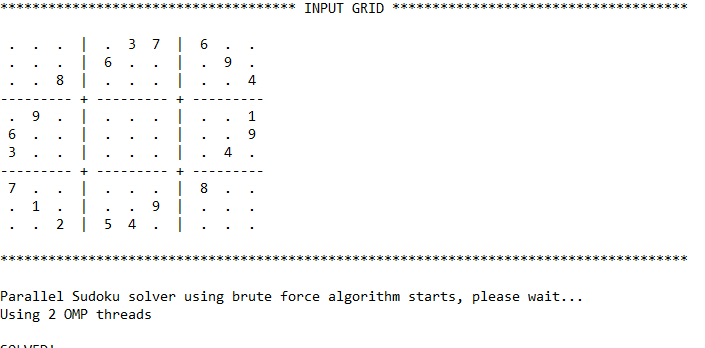 ************************************* INPUT GRID *************************************
. . . | . 3 7 | 6 . .
. . . | 6 . . | . 9 .
. . 8 | . . . | . . 4
--------- + --------- + ---------
. 9 . | . . . | . . 1
6 . . | . . . | . . 9
3 . . | . . . | . 4 .
--------- + --------- + ---------
7 . . | . . . | 8 . .
. 1 . | . . 9 | . . .
. . 2 | 5 4 . | . . .
**************************************************************************************
Parallel Sudoku solver using brute force algorithm starts, please wait...
Using 2 OMP threads